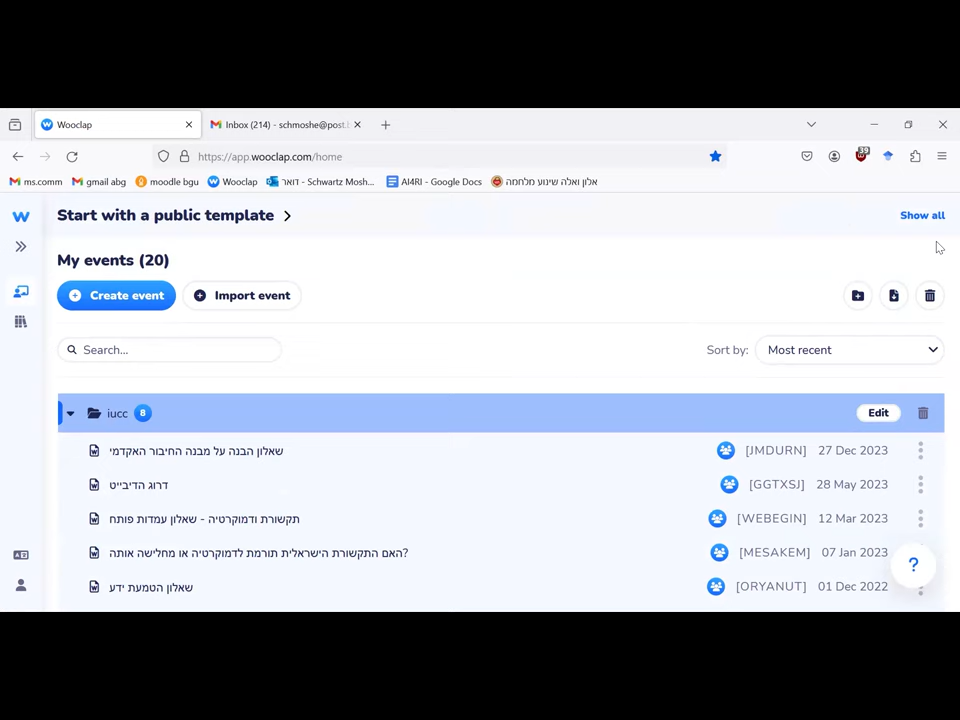 Wooclap
Inbox (214) - schmoshe@post.
https://app.wooclap.com/home
39
ms.comm
gmail abg
moodle bgu
Wooclap
דואר - Schwartz Mosh...
AI4RI - Google Docs
אלון ואלה שינוע מלחמה
W
Start with a public template
Show all
My events (20)
Create event
Import event
Search...
Sort by:
Most recent
iucc 8
Edit
שאלון הבנה על מבנה החיבור האקדמי [JMDURN] 27 Dec 2023
דרוג הדיבייט [GGTXSJ] 28 May 2023
תקשורת ודמוקרטיה - שאלון עמדות פותח [WEBEGIN] 12 Mar 2023
האם התקשורת הישראלית תורמת לדמוקרטיה או מחלישה אותה? [MESAKEM] 07 Jan 2023
שאלון הטמעת ידע [ORYANUT] 01 Dec 2022
?